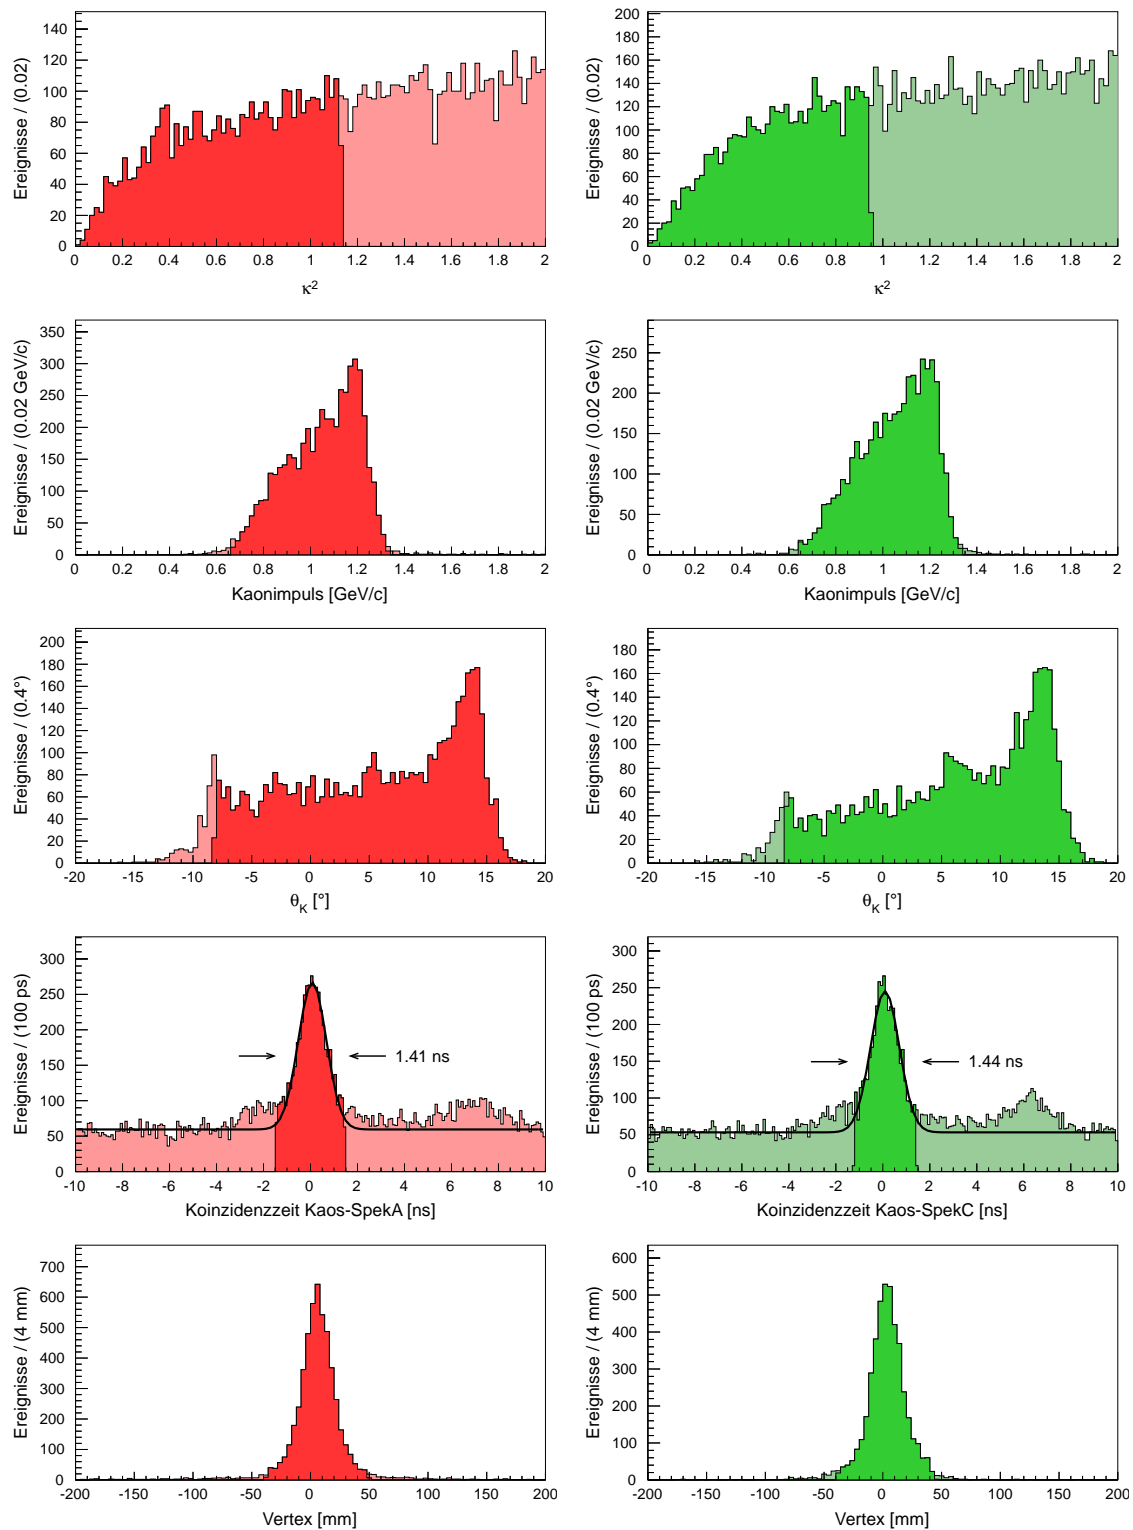 Ereignisse / (0.02)
140
120
100
80
60
40
20
0
0 0.2 0.4 0.6 0.8 1 1.2 1.4 1.6 1.8 2
κ²
Ereignisse / (0.02)
200
180
160
140
120
100
80
60
40
20
0
0 0.2 0.4 0.6 0.8 1 1.2 1.4 1.6 1.8 2
κ²
Ereignisse / (0.02 GeV/c)
350
300
250
200
150
100
50
0
0 0.2 0.4 0.6 0.8 1 1.2 1.4 1.6 1.8 2
Kaonimpuls [GeV/c]
Ereignisse / (0.02 GeV/c)
250
200
150
100
50
0
0 0.2 0.4 0.6 0.8 1 1.2 1.4 1.6 1.8 2
Kaonimpuls [GeV/c]
Ereignisse / (0.4°)
200
180
160
140
120
100
80
60
40
20
0
-20 -15 -10 -5 0 5 10 15 20
θK [°]
Ereignisse / (0.4°)
180
160
140
120
100
80
60
40
20
0
-20 -15 -10 -5 0 5 10 15 20
θK [°]
Ereignisse / (100 ps)
300
250
200
150
100
50
0
1.41 ns
-10 -8 -6 -4 -2 0 2 4 6 8 10
Koinzidenzzeit Kaos-SpekA [ns]
Ereignisse / (100 ps)
300
250
200
150
100
50
0
1.44 ns
-10 -8 -6 -4 -2 0 2 4 6 8 10
Koinzidenzzeit Kaos-SpekC [ns]
Ereignisse / (4 mm)
700
600
500
400
300
200
100
0
-200 -150 -100 -50 0 50 100 150 200
Vertex [mm]
Ereignisse / (4 mm)
600
500
400
300
200
100
0
-200 -150 -100 -50 0 50 100 150 200
Vertex [mm]